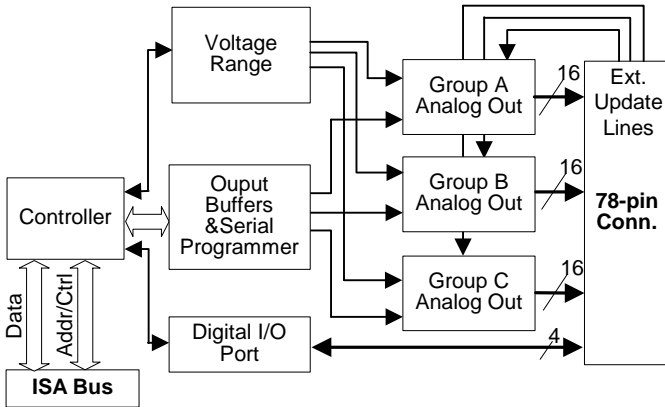 Voltage
Range
Group A
Analog Out
16
Ext.
Update
Lines
Controller
Ouput
Buffers
&Serial
Programmer
Group B
Analog Out
16
78-pin
Conn.
Group C
Analog Out
16
Data
Addr/Ctrl
Digital I/O
Port
4
ISA Bus